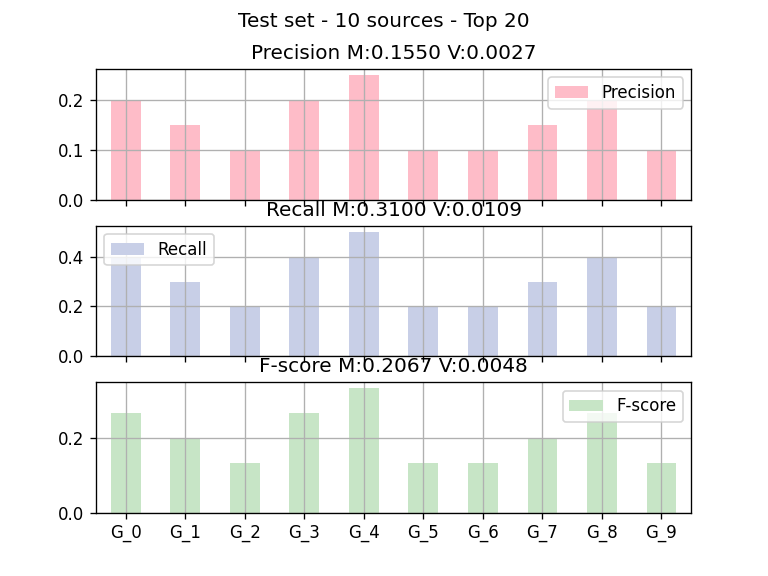 Test set - 10 sources - Top 20
Precision M:0.1550 V:0.0027
0.2
0.1
0.0
Precision
Recall M:0.3100 V:0.0109
0.4
0.2
0.0
Recall
F-score M:0.2067 V:0.0048
0.2
0.0
F-score
G_0 G_1 G_2 G_3 G_4 G_5 G_6 G_7 G_8 G_9